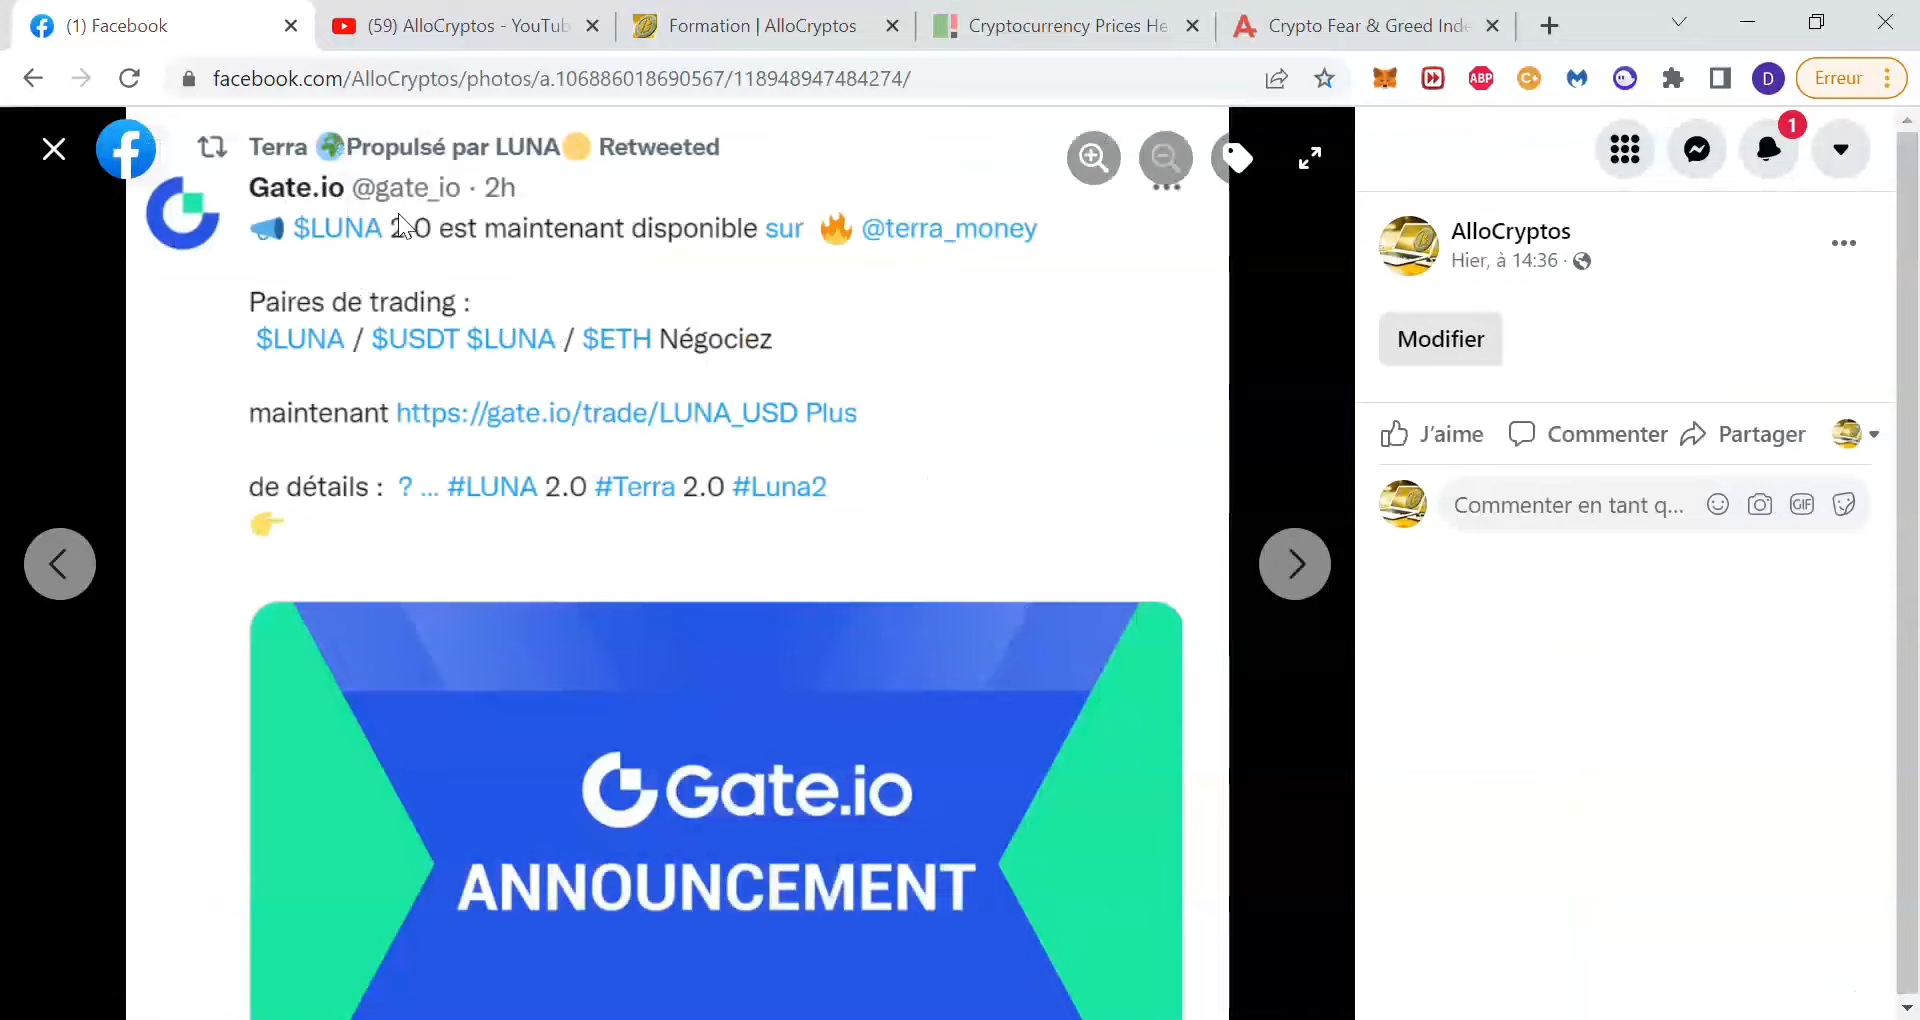 (1) Facebook
(59) AlloCryptos - YouTub
Formation | AlloCryptos
Cryptocurrency Prices He
Crypto Fear & Greed Inde
facebook.com/AlloCryptos/photos/a.106886018690567/118948947484274/
ABP
C+
D
Erreur
Terra Propulsé par LUNA Retweeted
Gate.io @gate_io · 2h
$LUNA 2.0 est maintenant disponible sur @terra_money
Paires de trading :
$LUNA / $USDT $LUNA / $ETH Négociez
maintenant https://gate.io/trade/LUNA_USD Plus
de détails : ? ... #LUNA 2.0 #Terra 2.0 #Luna2
Gate.io
ANNOUNCEMENT
1
AlloCryptos
Hier, à 14:36 ·
Modifier
J'aime
Commenter
Partager
Commenter en tant q...
GIF